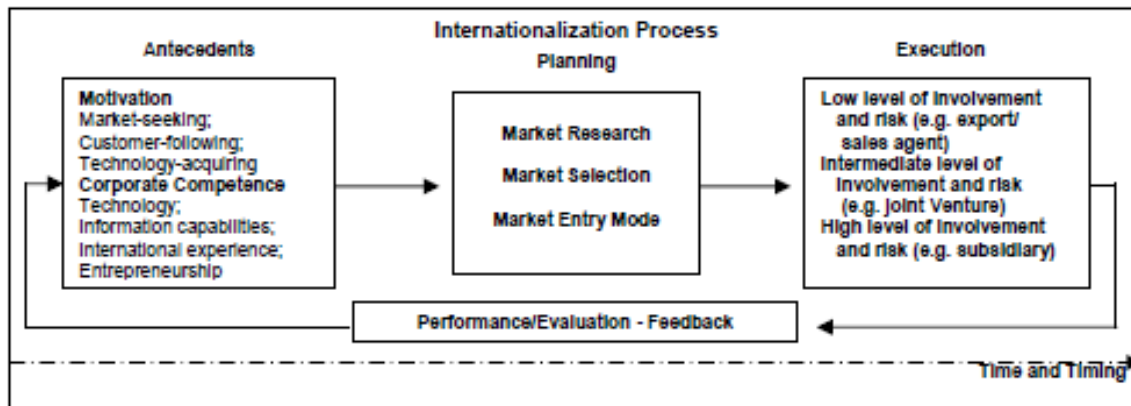 Internationalization Process
Antecedents
Planning
Execution
Motivation
Market-seeking;
Customer-following;
Technology-acquiring
Corporate Competence
Technology;
Information capabilities;
International experience;
Entrepreneurship
Market Research
Market Selection
Market Entry Mode
Low level of involvement
and risk (e.g. export/
sales agent)
Intermediate level of
involvement and risk
(e.g. joint Venture)
High level of involvement
and risk (e.g. subsidiary)
Performance/Evaluation - Feedback
Time and Timing